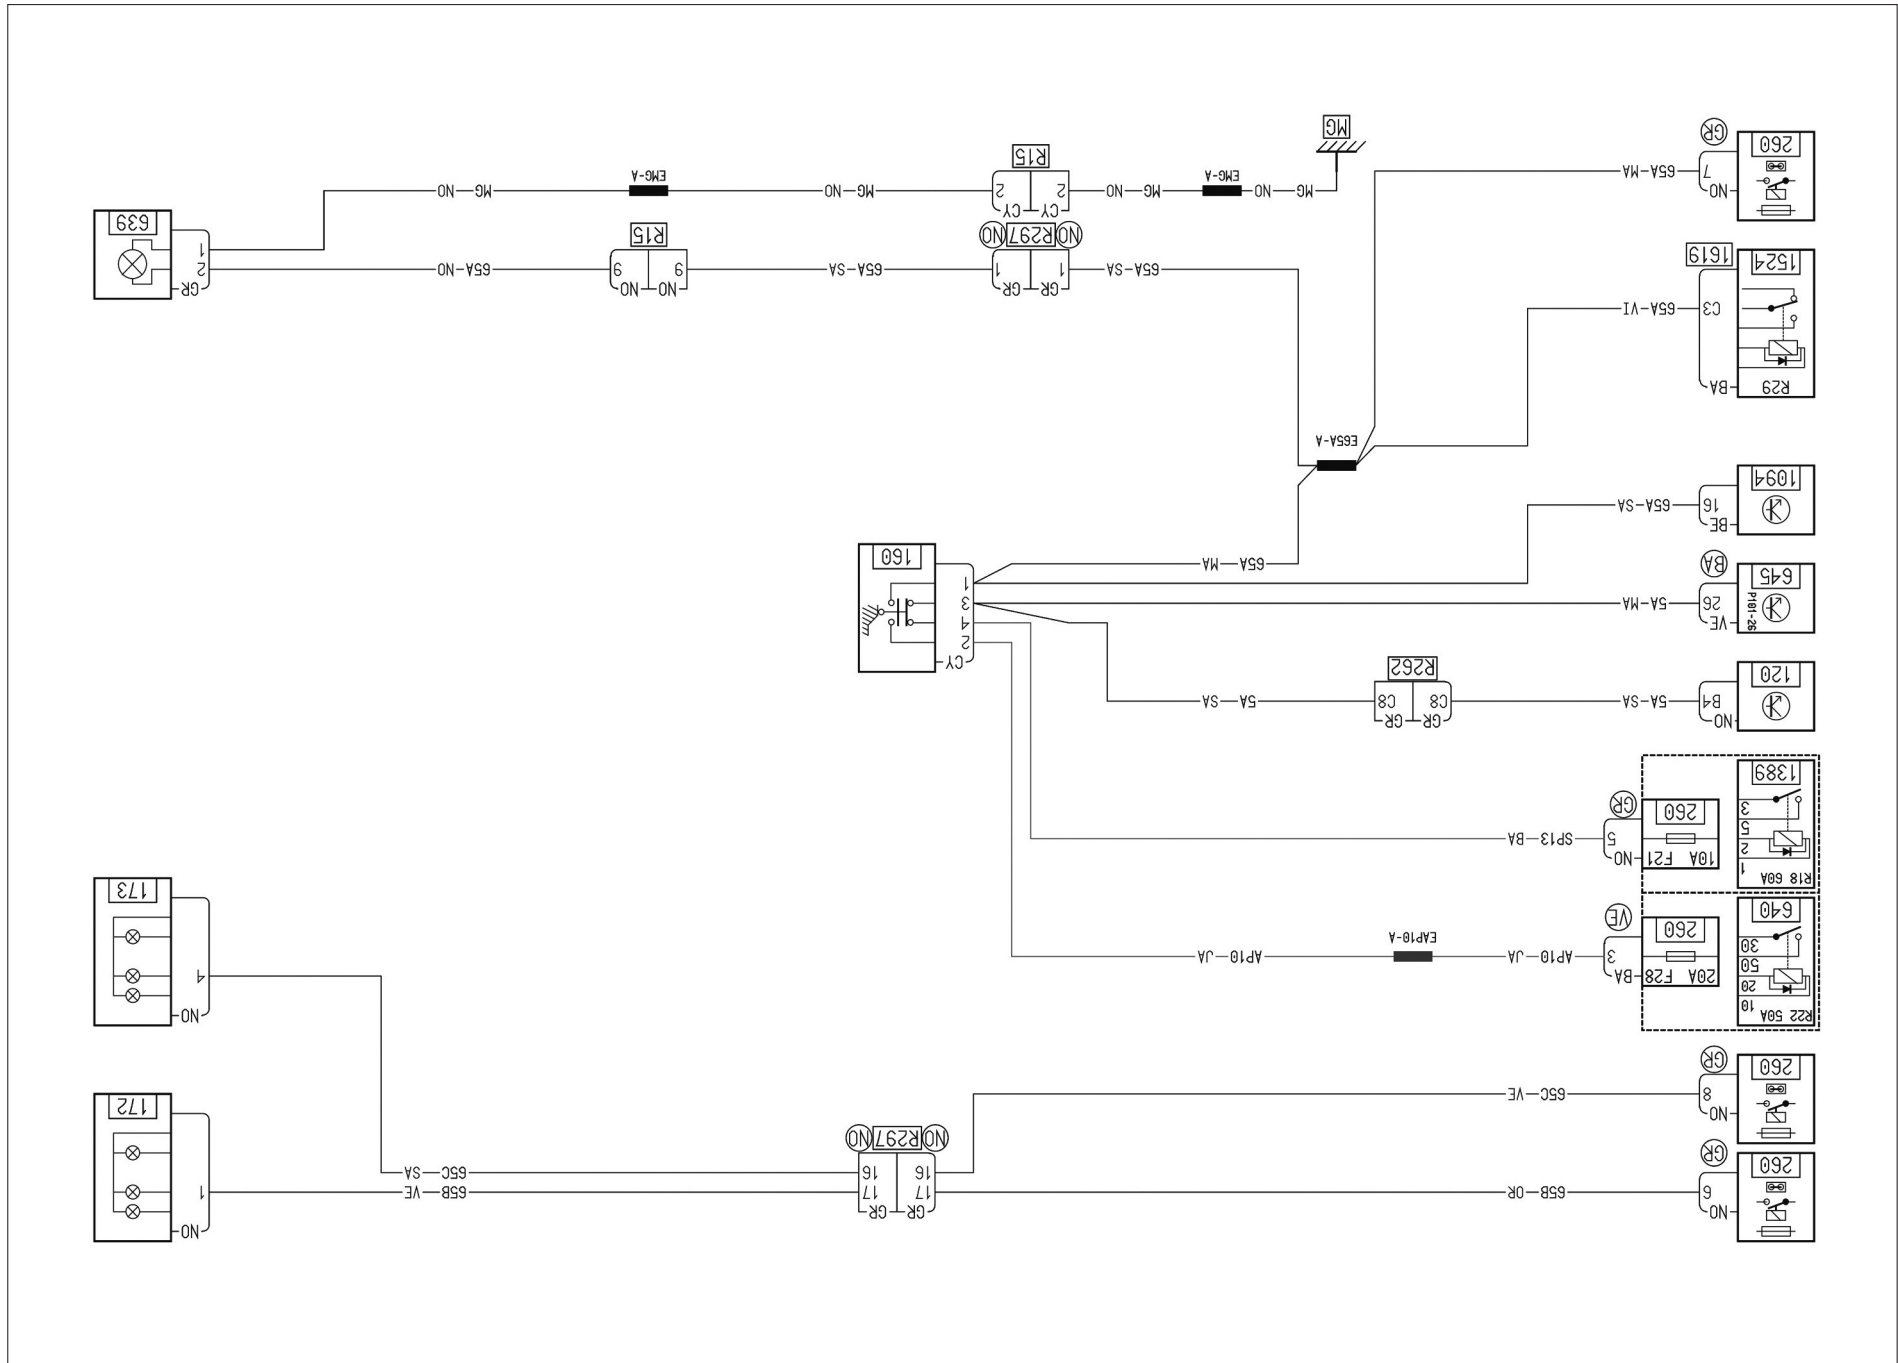 NO
260
6
NO
65B—OR
GR GR
17 17
65B—VE
1
GR
16 16
65C—SA
NO R297 NO
172
260
8
NO
65C—VE
GR
NO
4
173
R22 50A
10
20
50
30
640
F28 20A
260
BA
3
VE
AP10—JA
EAP10-A
AP10—JA
R18 60A
1
2
5
3
1389
F21 10A
260
NO
5
GR
SP13—BA
NO
B4
120
5A—SA
GR GR
C8 C8
R262
5A—SA
CY
2
4
3
1
160
P101-26
645
VE
26
BA
5A—MA
1094
BE
16
65A—SA
65A—MA
E65A-A
R29
BA
C3
1524
1619
65A—VI
260
NO
7
GR
65A—MA
GR GR
1 1
NO R297 NO
65A—SA
65A—SA
NO NO
9 9
R15
65A—NO
GR
2
1
639
MG
MG—NO
EMG-A
MG—NO
CY CY
2 2
R15
MG—NO
EMG-A
MG—NO